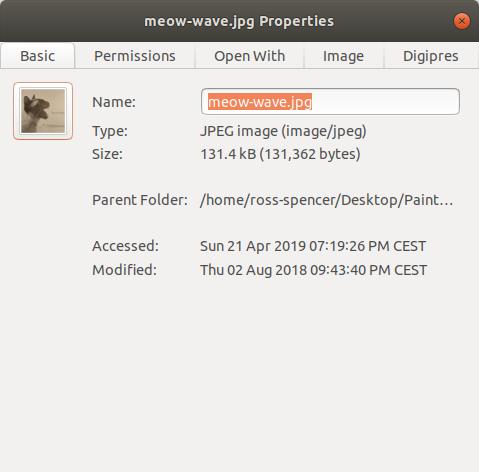 meow-wave.jpg Properties
Basic Permissions Open With Image Digipres
Name: meow-wave.jpg
Type: JPEG image (image/jpeg)
Size: 131.4 kB (131,362 bytes)
Parent Folder: /home/ross-spencer/Desktop/Paint…
Accessed: Sun 21 Apr 2019 07:19:26 PM CEST
Modified: Thu 02 Aug 2018 09:43:40 PM CEST